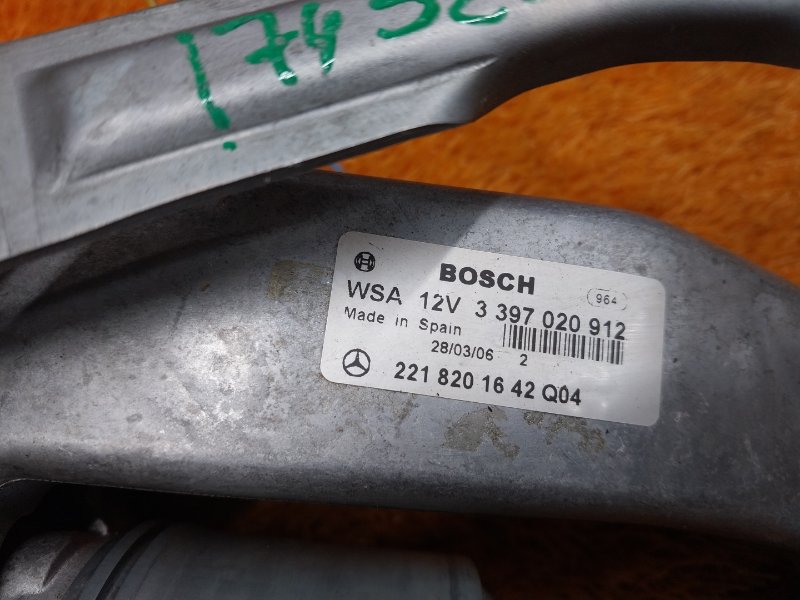 BOSCH
964
WSA 12V 3 397 020 912
Made in Spain
28/03/06 2
221 820 16 42 Q04